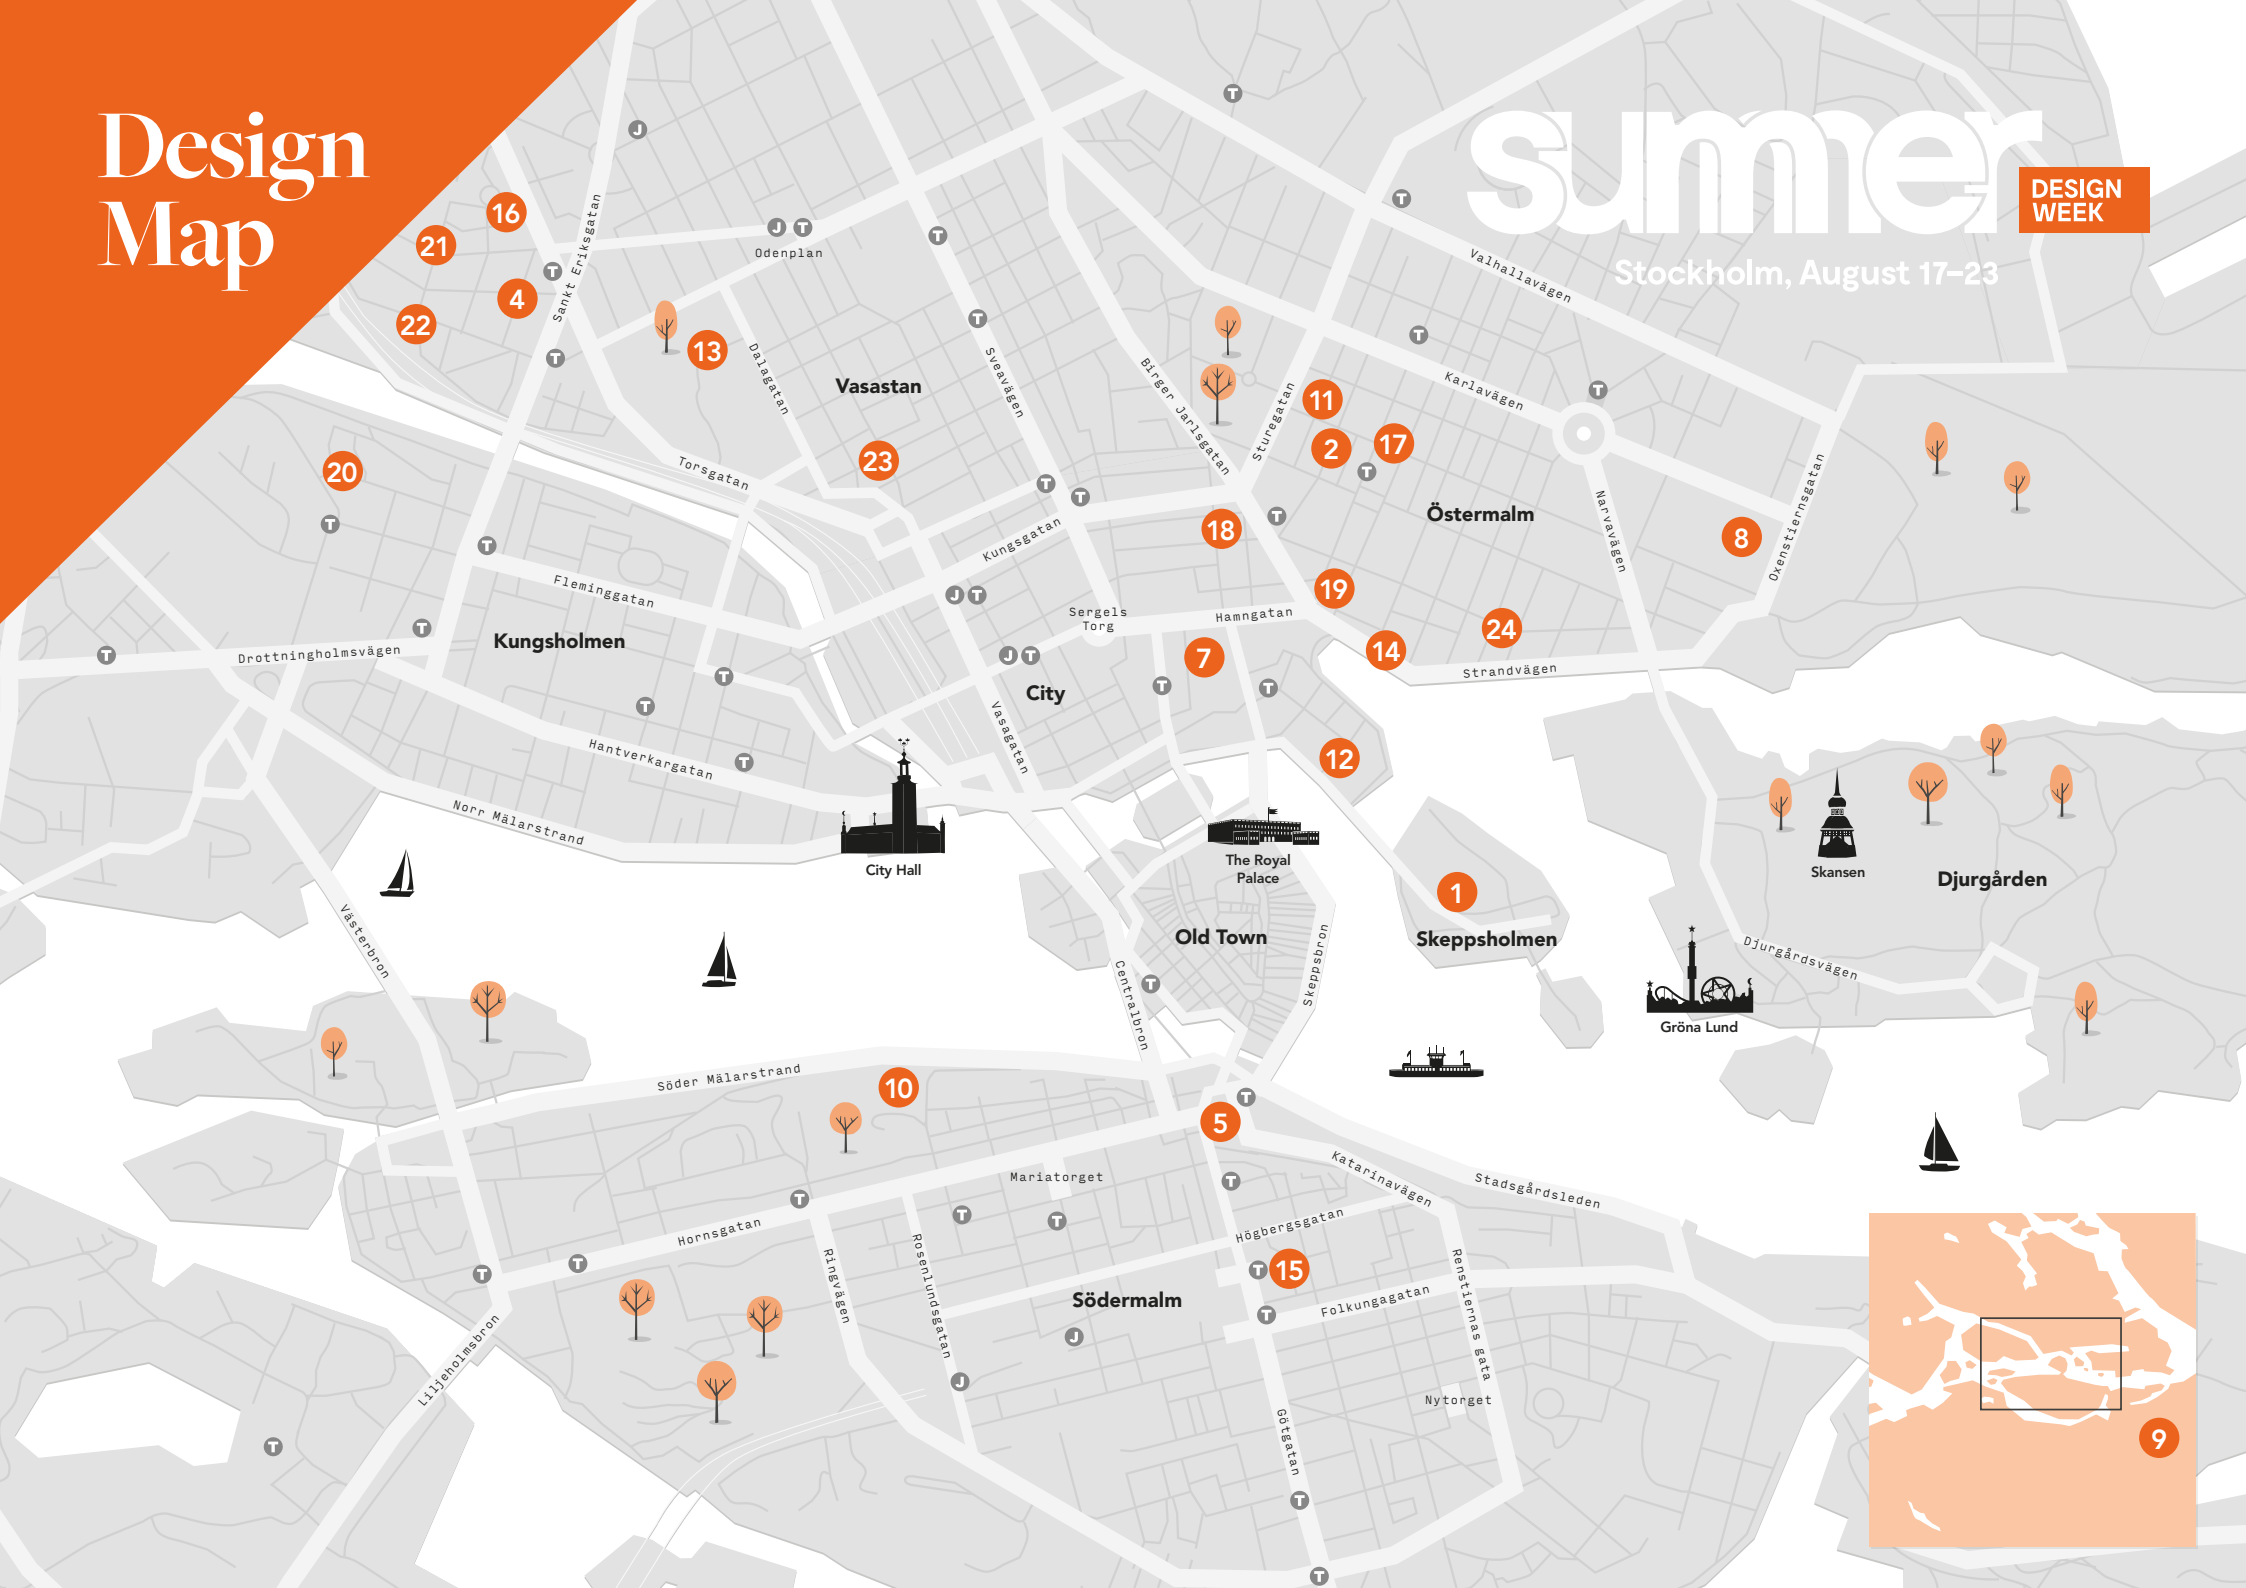 Design
Map
sumer
DESIGN
WEEK
Stockholm, August 17–23
J
T
T
16
21
4
22
T
T
Sankt Eriksgatan
J T
Odenplan
T
T
13
Dalagatan
Vasastan
Sveavägen
23
Torsgatan
T
Valhallavägen
T
Karlavägen
T
Birger Jarlsgatan
Sturegatan
11
2
17
T
Östermalm
Narvavägen
8
Oxenstiernsgatan
20
T
T
Fleminggatan
Kungsholmen
T
T
Drottningholmsvägen
T
T
T
Hantverkargatan
Norr Mälarstrand
T
T
Kungsgatan
18
T
J T
Sergels
Torg
Hamngatan
19
24
14
Strandvägen
J T
City
7
T
T
Vasagatan
12
City Hall
The Royal
Palace
1
Skeppsholmen
Skansen
Djurgården
Djurgårdsvägen
Gröna Lund
Old Town
Skeppsbron
Centralbron
T
Västerbron
Söder Mälarstrand
10
T
5
Katarinavägen
Stadsgårdsleden
Mariatorget
T
T
T
T
Högbergsgatan
Hornsgatan
T
T
Ringvägen
Rosenlundsgatan
T
15
Södermalm
T
Folkungagatan
Renstiernas gata
J
J
Liljeholmsbron
Nytorget
Götgatan
T
T
T
9